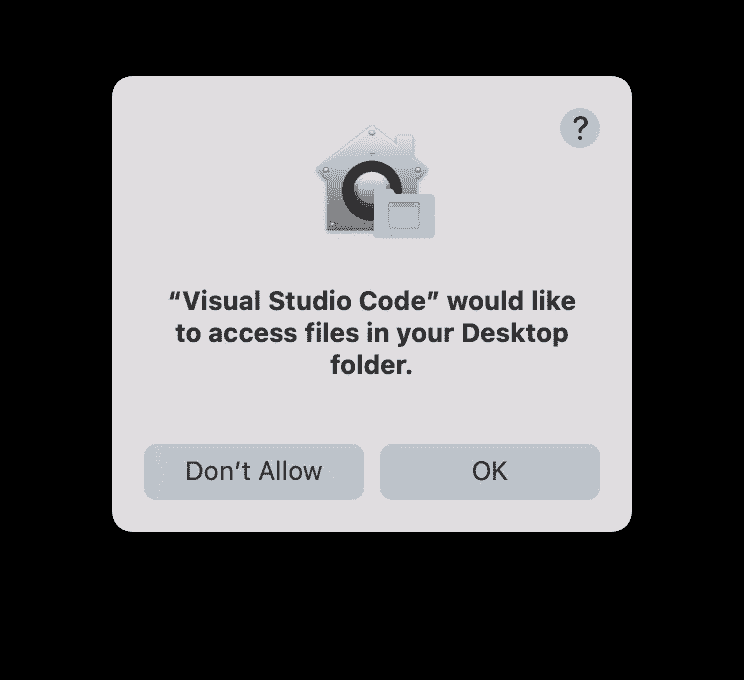 ?
“Visual Studio Code” would like
to access files in your Desktop
folder.
Don’t Allow
OK